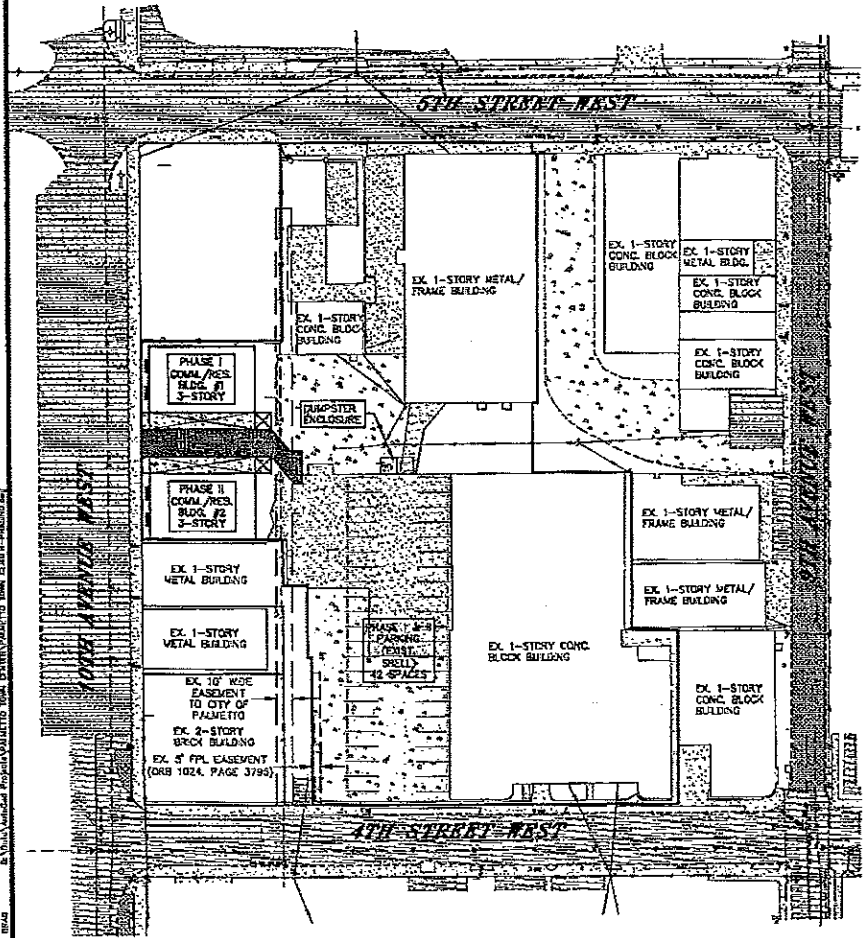 5TH STREET WEST
EX. 1-STORY
CONC. BLOCK
BUILDING
EX. 1-STORY
METAL BLDG.
EX. 1-STORY METAL/
FRAME BUILDING
EX. 1-STORY
CONC. BLOCK
BUILDING
EX. 1-STORY
CONC. BLOCK
BUILDING
EX. 1-STORY
CONC. BLOCK
BUILDING
PHASE I
COMM./RES.
BLDG. #1
3-STORY
DUMPSTER
ENCLOSURE
10TH AVENUE WEST
9TH AVENUE WEST
PHASE II
COMM./RES.
BLDG. #2
3-STORY
EX. 1-STORY METAL/
FRAME BUILDING
EX. 1-STORY
METAL BUILDING
EX. 1-STORY METAL/
FRAME BUILDING
EX. 1-STORY
METAL BUILDING
PARKING
(EXIST.
SHELL)
42 SPACES
EX. 1-STORY CONC.
BLOCK BUILDING
EX. 10' WIDE
EASEMENT
TO CITY OF
PALMETTO
EX. 2-STORY
BRICK BUILDING
EX. 5' FPL EASEMENT
(ORB 1024, PAGE 3795)
EX. 1-STORY
CONC. BLOCK
BUILDING
4TH STREET WEST